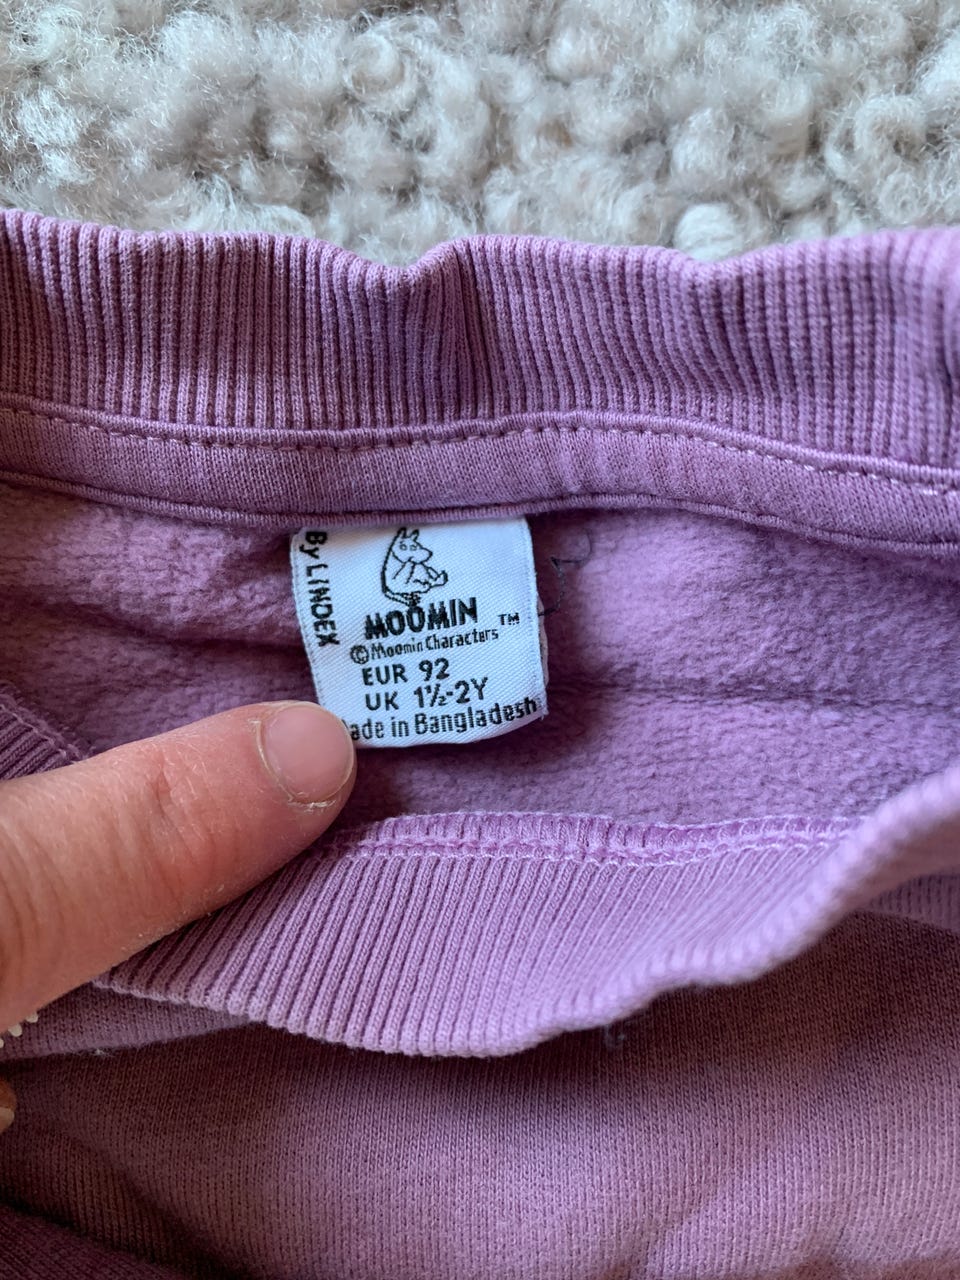 By LINDEX
MOOMIN ™
© Moomin Characters
EUR 92
UK 1½-2Y
ade in Bangladesh